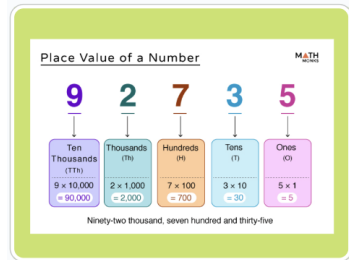 Place Value of a Number
MATH
MONKS
9 2 7 3 5
Ten Thousands Hundreds Tens Ones
Thousands (Th) (H) (T) (O)
(TTh)
9 × 10,000 2 × 1,000 7 × 100 3 × 10 5 × 1
= 90,000 = 2,000 = 700 = 30 = 5
Ninety-two thousand, seven hundred and thirty-five